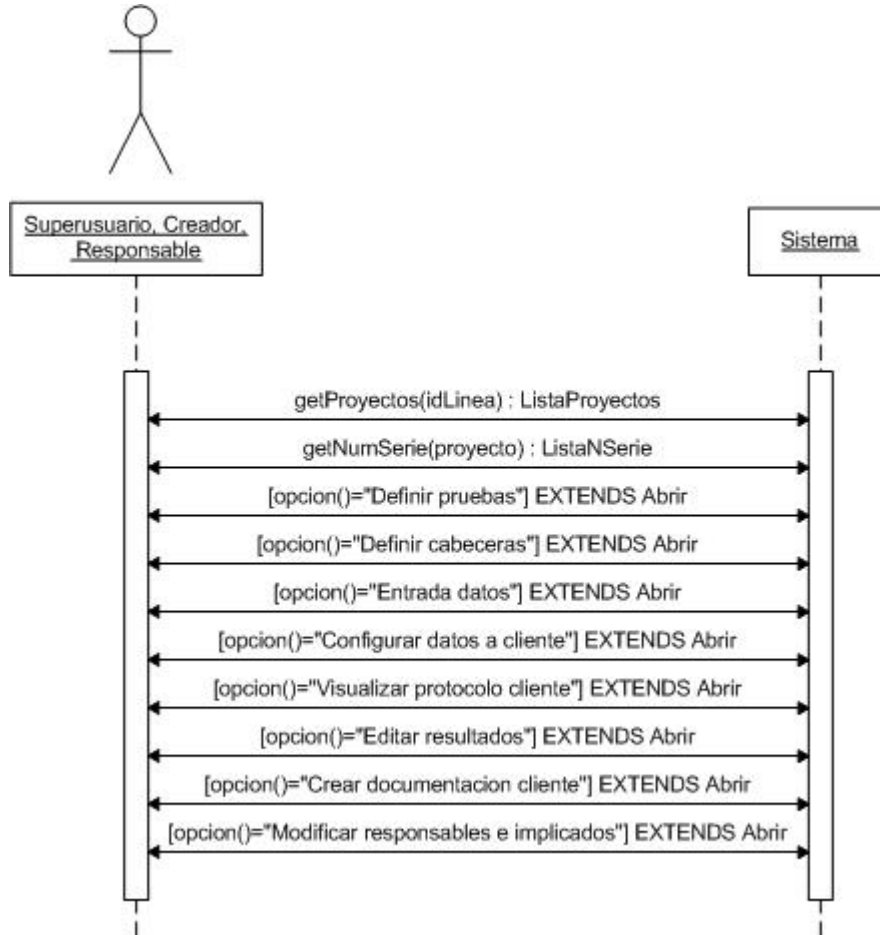 Superusuario, Creador,
Responsable
Sistema
getProyectos(idLinea) : ListaProyectos
getNumSerie(proyecto) : ListaNSerie
[opcion()="Definir pruebas"] EXTENDS Abrir
[opcion()="Definir cabeceras"] EXTENDS Abrir
[opcion()="Entrada datos"] EXTENDS Abrir
[opcion()="Configurar datos a cliente"] EXTENDS Abrir
[opcion()="Visualizar protocolo cliente"] EXTENDS Abrir
[opcion()="Editar resultados"] EXTENDS Abrir
[opcion()="Crear documentacion cliente"] EXTENDS Abrir
[opcion()="Modificar responsables e implicados"] EXTENDS Abrir